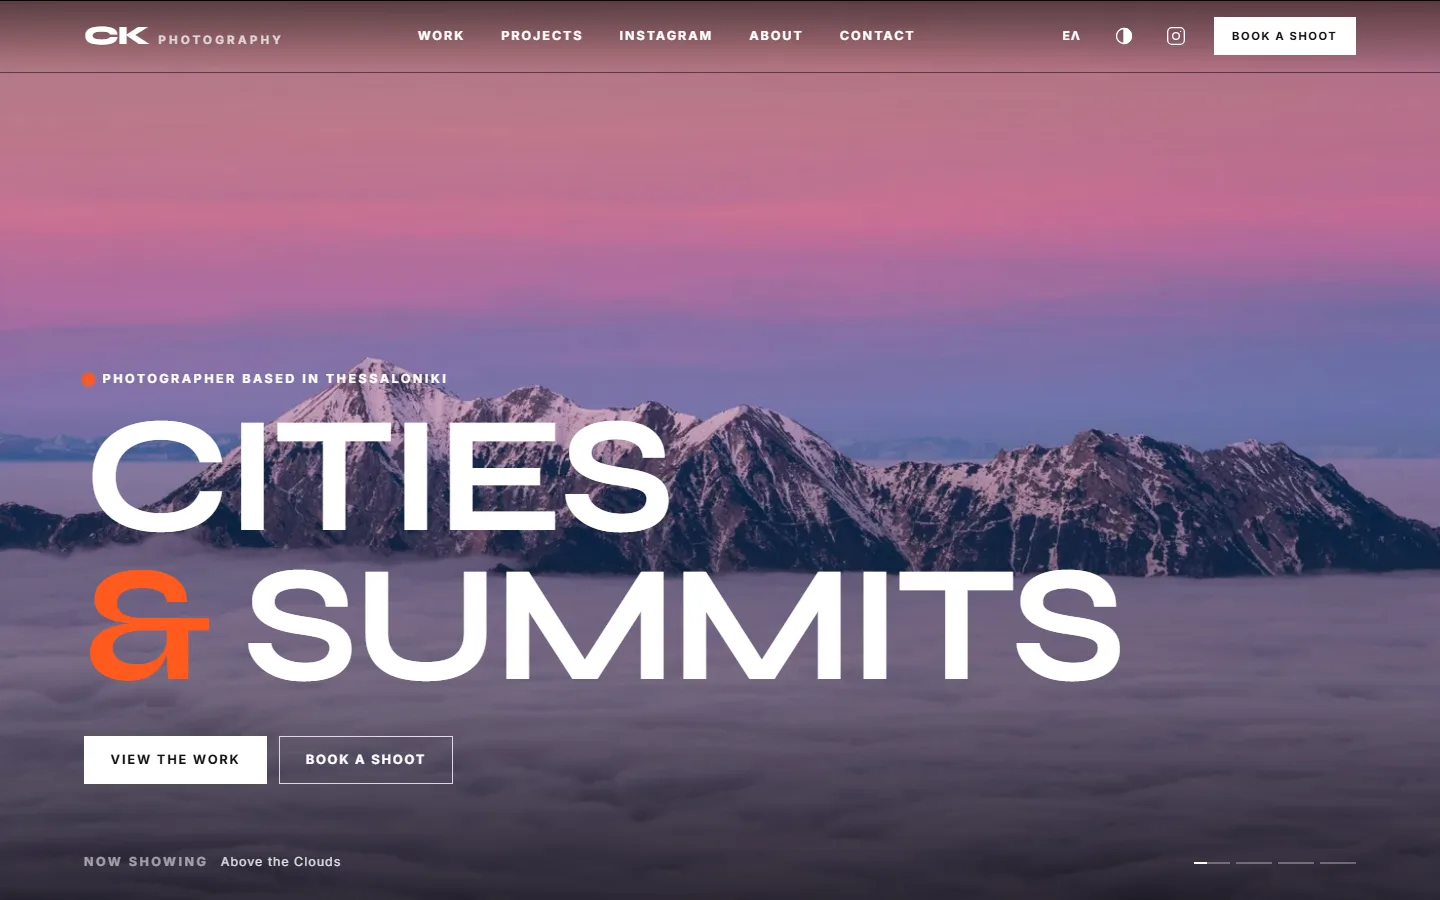 CK PHOTOGRAPHY
WORK PROJECTS INSTAGRAM ABOUT CONTACT
ΕΛ
BOOK A SHOOT
PHOTOGRAPHER BASED IN THESSALONIKI
CITIES
& SUMMITS
VIEW THE WORK
BOOK A SHOOT
NOW SHOWING Above the Clouds